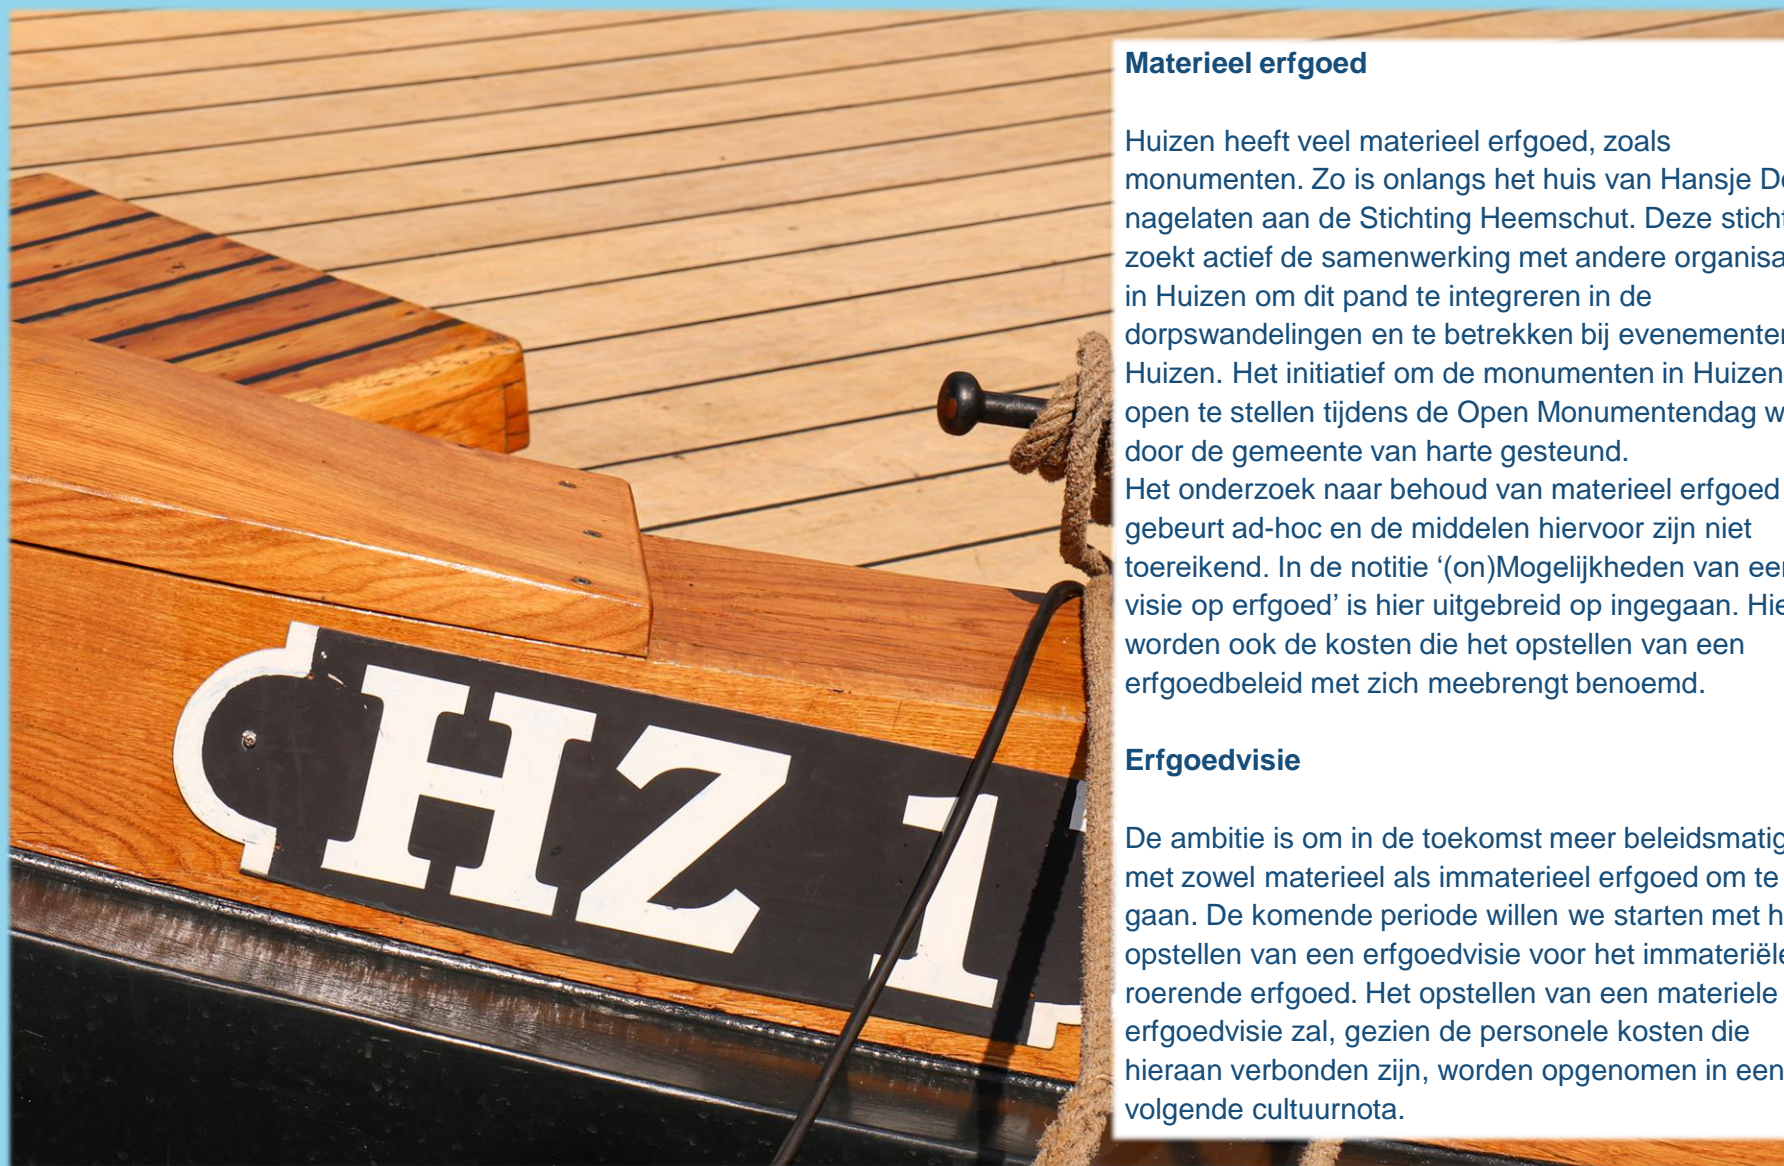 HZ 1
Materieel erfgoed
Huizen heeft veel materieel erfgoed, zoals
monumenten. Zo is onlangs het huis van Hansje
nagelaten aan de Stichting Heemschut. Deze
zoekt actief de samenwerking met andere
in Huizen om dit pand te integreren in de
dorpswandelingen en te betrekken bij
Huizen. Het initiatief om de monumenten in Huizen
open te stellen tijdens de Open Monumentendag
door de gemeente van harte gesteund.
Het onderzoek naar behoud van materieel erfgoed
gebeurt ad-hoc en de middelen hiervoor zijn niet
toereikend. In de notitie ‘(on)Mogelijkheden van
visie op erfgoed’ is hier uitgebreid op ingegaan.
worden ook de kosten die het opstellen van een
erfgoedbeleid met zich meebrengt benoemd.
Erfgoedvisie
De ambitie is om in de toekomst meer
met zowel materieel als immaterieel erfgoed om te
gaan. De komende periode willen we starten met
opstellen van een erfgoedvisie voor het
roerende erfgoed. Het opstellen van een materiele
erfgoedvisie zal, gezien de personele kosten die
hieraan verbonden zijn, worden opgenomen in een
volgende cultuurnota.